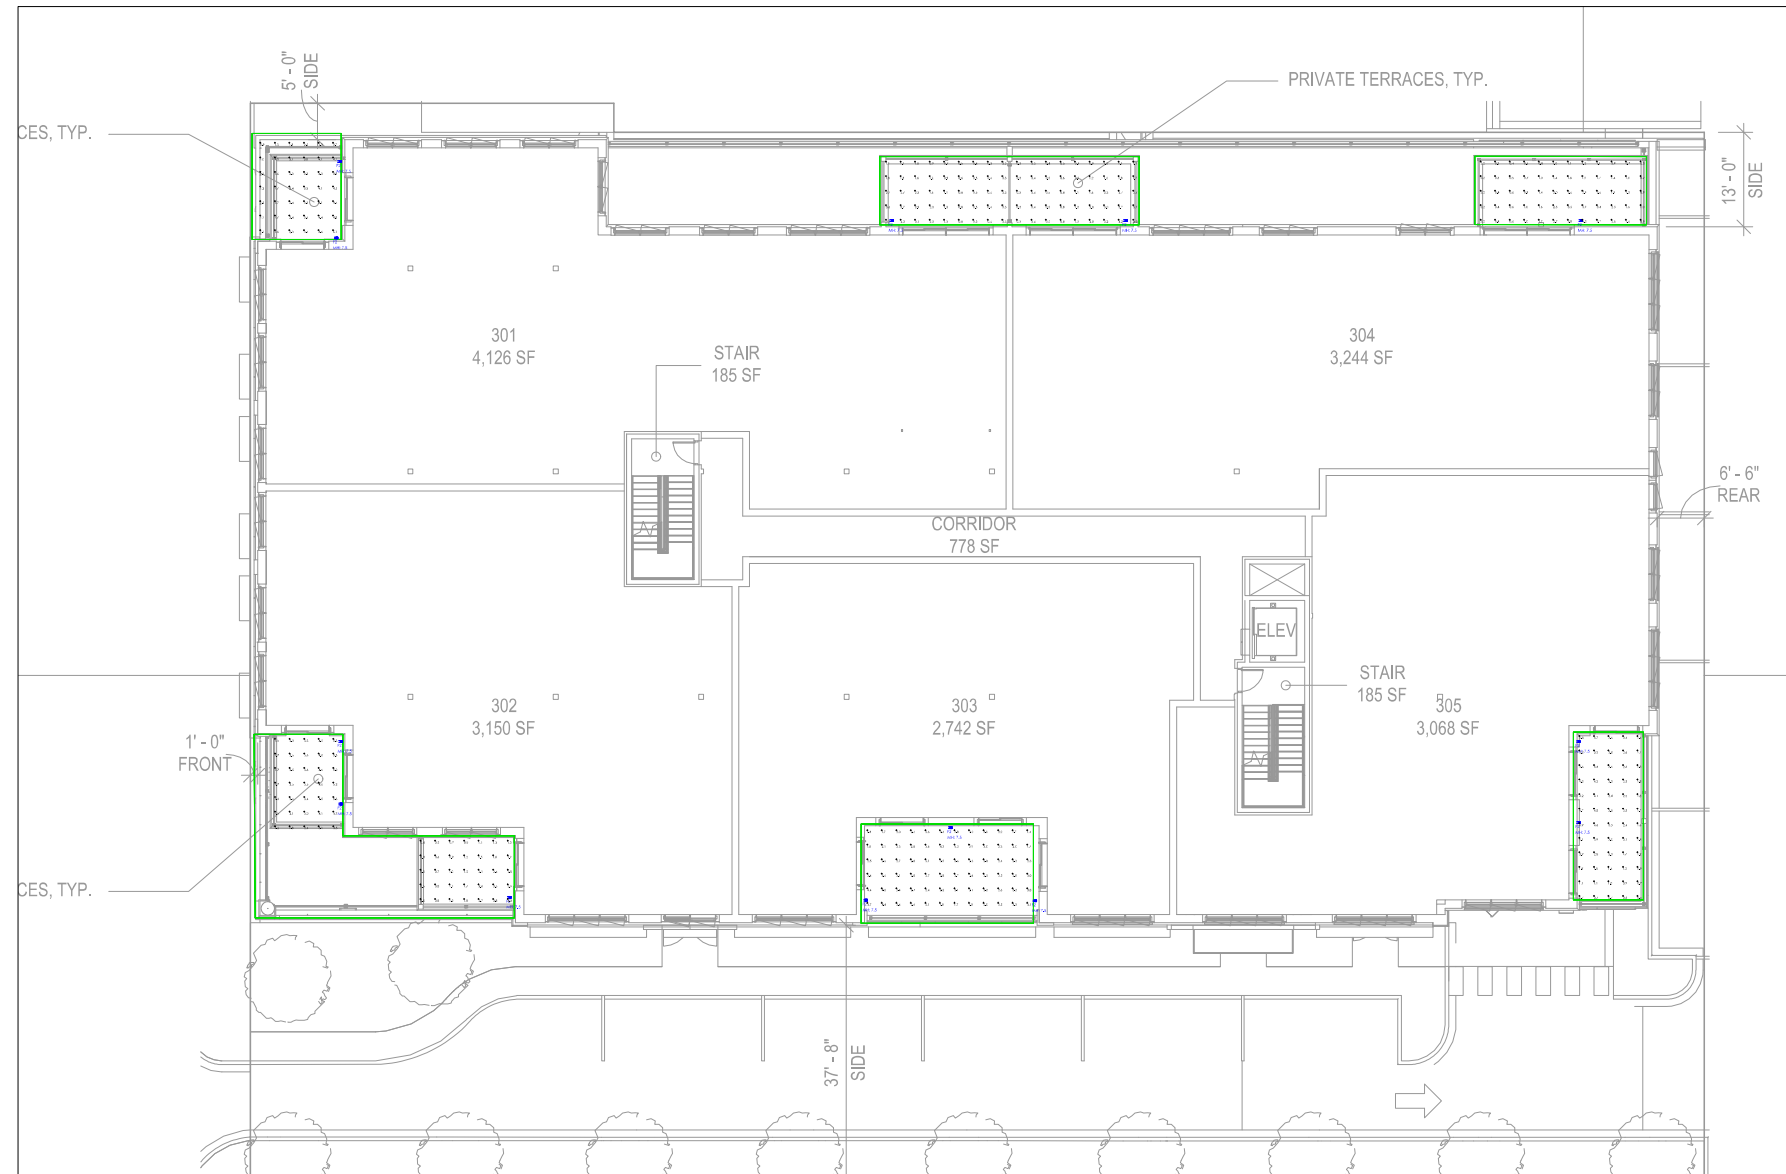 5' - 0"
SIDE
PRIVATE TERRACES, TYP.
CES, TYP.
13' - 0"
SIDE
301
4,126 SF
304
3,244 SF
STAIR
185 SF
6' - 6"
REAR
CORRIDOR
778 SF
ELEV
STAIR
185 SF
302
3,150 SF
303
2,742 SF
305
3,068 SF
1' - 0"
FRONT
CES, TYP.
37' - 8"
SIDE